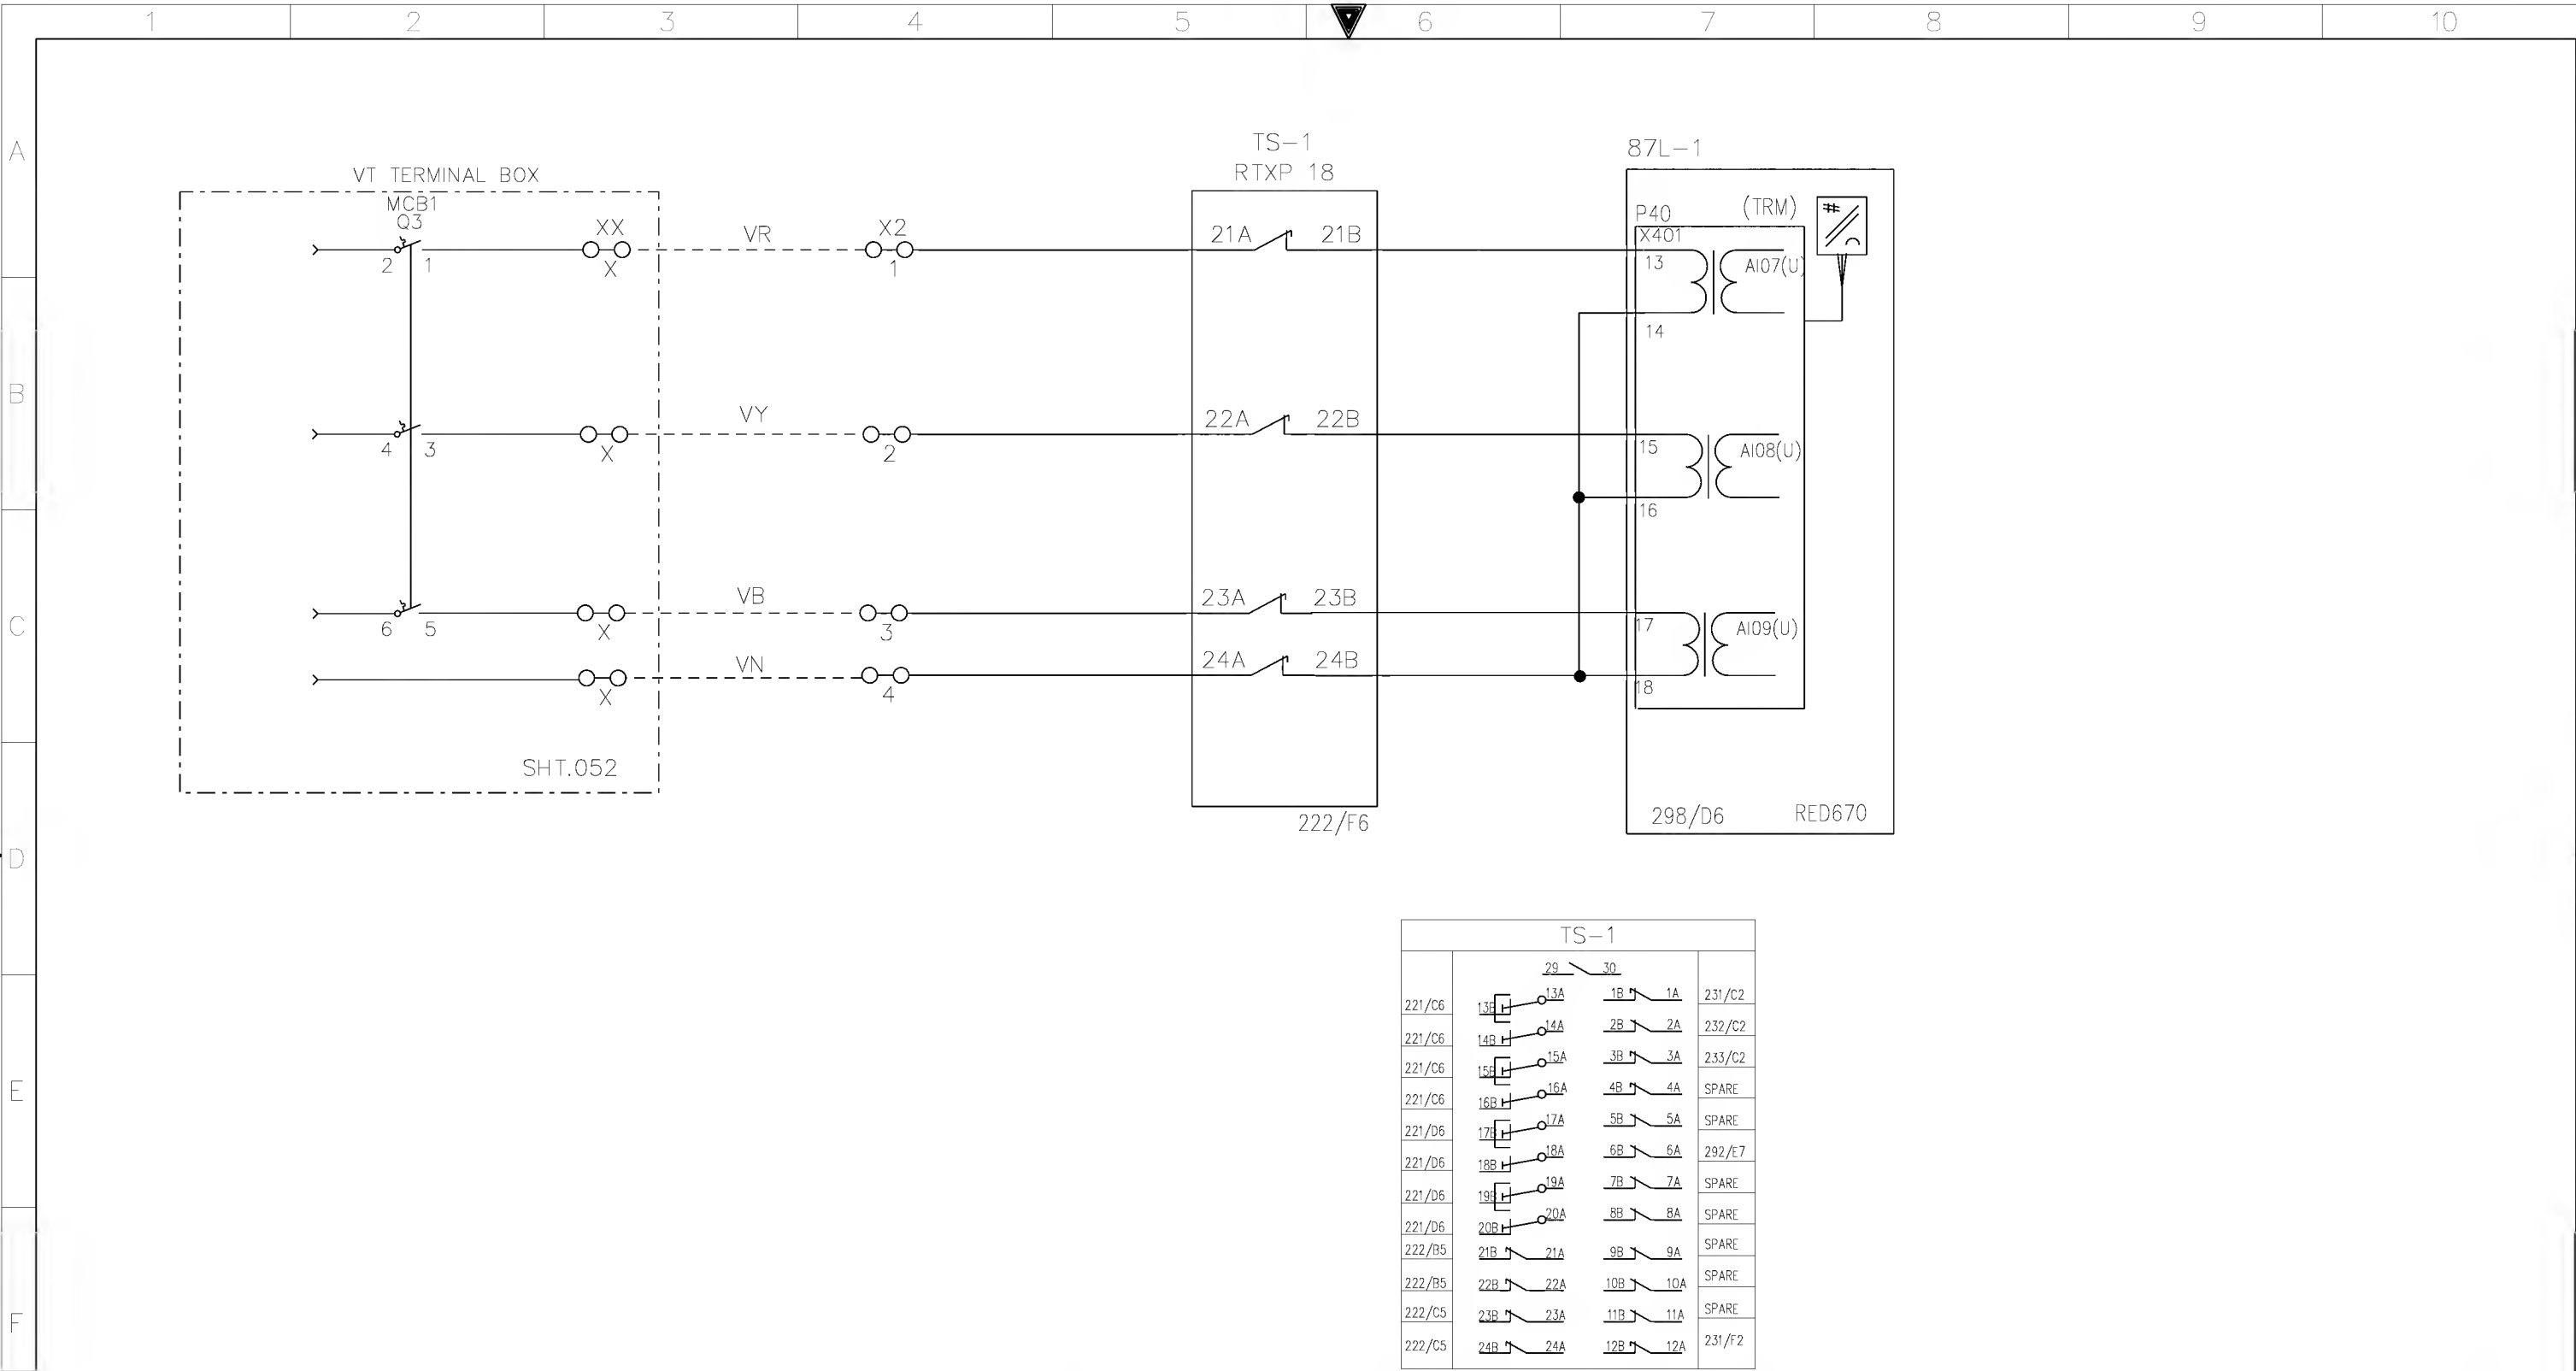 1 2 3 4 5 6 7 8 9 10
A
B
C
D
E
F
VT TERMINAL BOX
MCB1
Q3
2 1
4 3
6 5
XX
X
X
X
X
SHT.052
VR
VY
VB
VN
X2
1
2
3
4
TS-1
RTXP 18
21A 21B
22A 22B
23A 23B
24A 24B
222/F6
87L-1
P40 (TRM)
X401
#
13 AI07(U)
14
15 AI08(U)
16
17 AI09(U)
18
298/D6 RED670
TS-1
29 30
221/C6 13B 13A 1B 1A 231/C2
221/C6 14B 14A 2B 2A 232/C2
221/C6 15B 15A 3B 3A 233/C2
221/C6 16B 16A 4B 4A SPARE
221/D6 17B 17A 5B 5A SPARE
221/D6 18B 18A 6B 6A 292/E7
221/D6 19B 19A 7B 7A SPARE
221/D6 20B 20A 8B 8A SPARE
222/B5 21B 21A 9B 9A SPARE
222/B5 22B 22A 10B 10A SPARE
222/C5 23B 23A 11B 11A SPARE
222/C5 24B 24A 12B 12A 231/F2